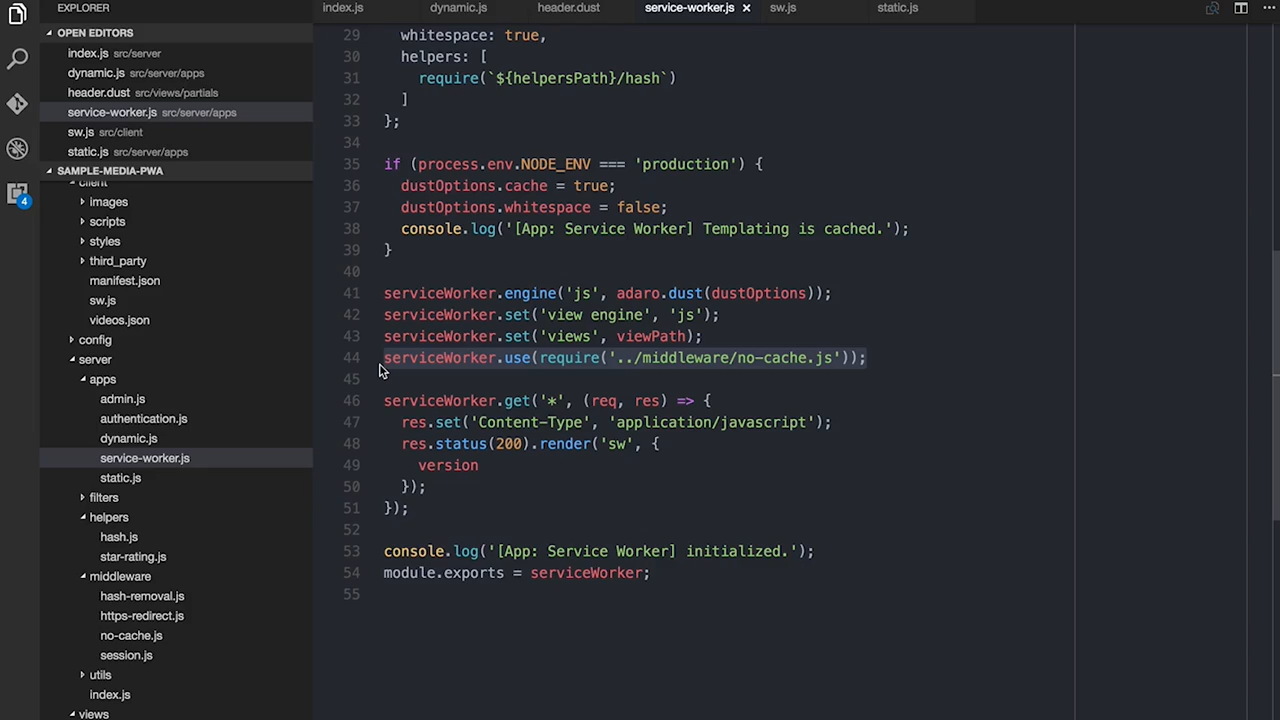 EXPLORER
OPEN EDITORS
index.js src/server
dynamic.js src/server/apps
header.dust src/views/partials
service-worker.js src/server/apps
sw.js src/client
static.js src/server/apps
SAMPLE-MEDIA-PWA
client
images
scripts
styles
third_party
manifest.json
sw.js
videos.json
config
server
apps
admin.js
authentication.js
dynamic.js
service-worker.js
static.js
filters
helpers
hash.js
star-rating.js
middleware
hash-removal.js
https-redirect.js
no-cache.js
session.js
utils
index.js
views
4
index.js dynamic.js header.dust service-worker.js × sw.js static.js
29 whitespace: true,
30 helpers: [
31 require(`${helpersPath}/hash`)
32 ]
33 };
34
35 if (process.env.NODE_ENV === 'production') {
36 dustOptions.cache = true;
37 dustOptions.whitespace = false;
38 console.log('[App: Service Worker] Templating is cached.');
39 }
40
41 serviceWorker.engine('js', adaro.dust(dustOptions));
42 serviceWorker.set('view engine', 'js');
43 serviceWorker.set('views', viewPath);
44 serviceWorker.use(require('../middleware/no-cache.js'));
45
46 serviceWorker.get('*', (req, res) => {
47 res.set('Content-Type', 'application/javascript');
48 res.status(200).render('sw', {
49 version
50 });
51 });
52
53 console.log('[App: Service Worker] initialized.');
54 module.exports = serviceWorker;
55